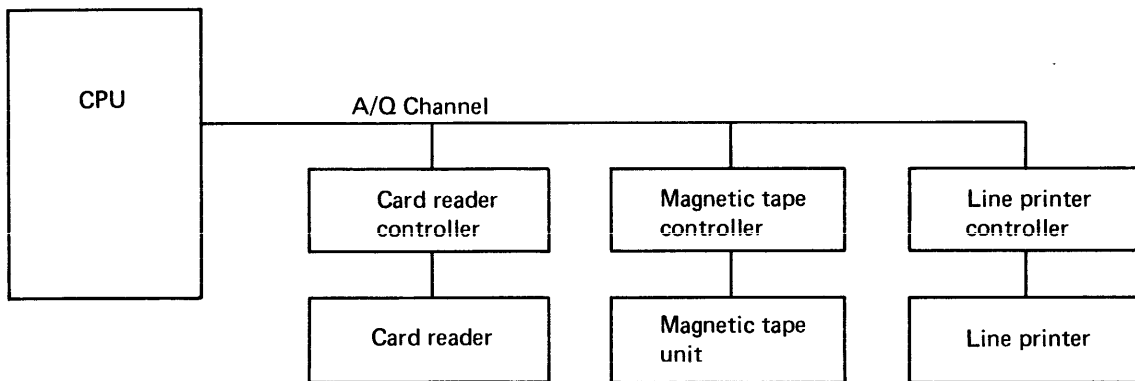 CPU
A/Q Channel
Card reader
controller
Magnetic tape
controller
Line printer
controller
Card reader
Magnetic tape
unit
Line printer